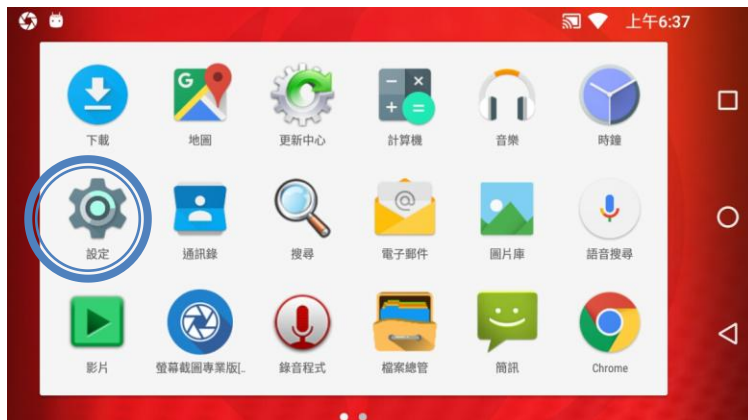 上午6:37
下載 地圖 更新中心 計算機 音樂 時鐘
設定 通訊錄 搜尋 電子郵件 圖片庫 語音搜尋
影片 螢幕截圖專業版[.. 錄音程式 檔案總管 簡訊 Chrome